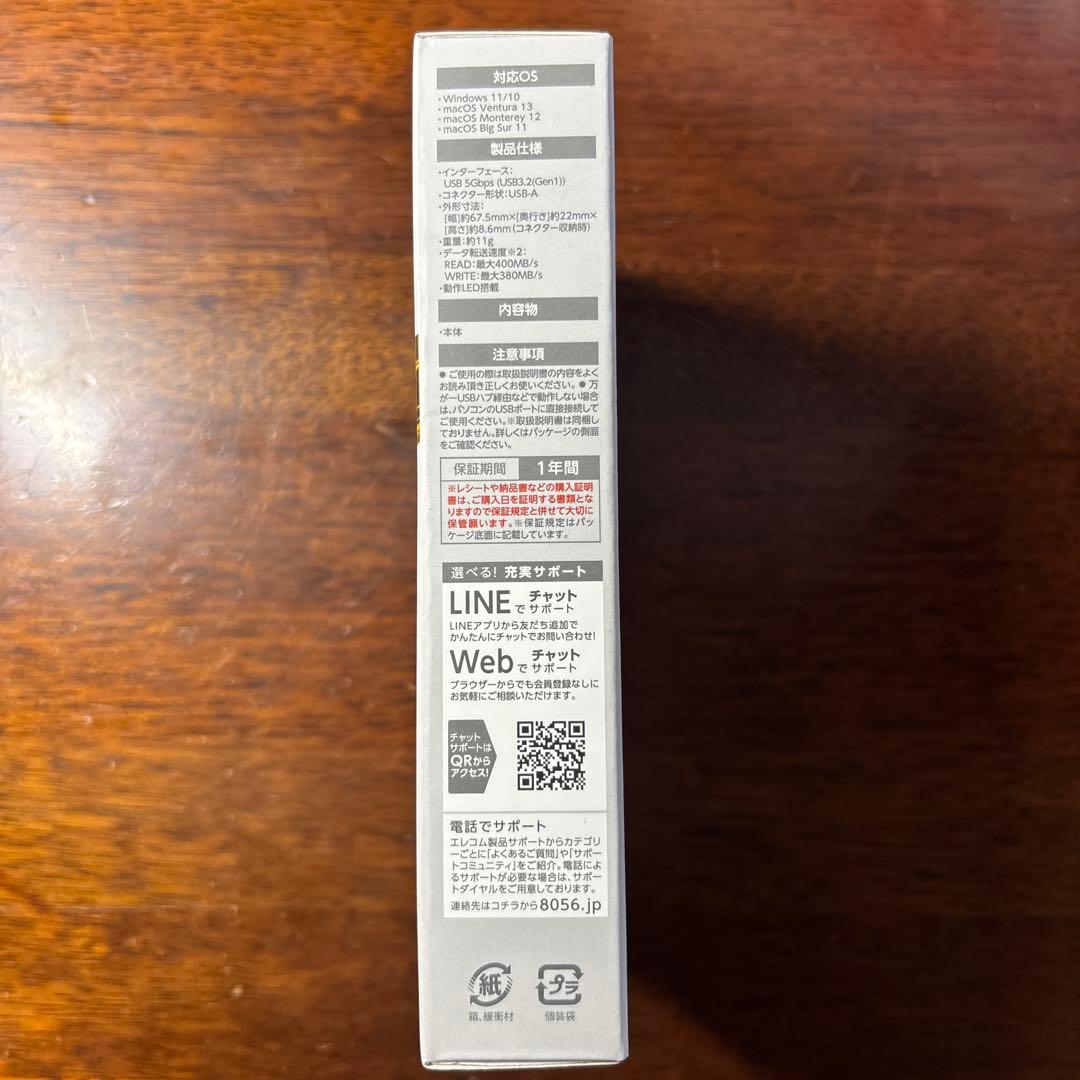 対応OS
・Windows 11/10
・macOS Ventura 13
・macOS Monterey 12
・macOS Big Sur 11
製品仕様
・インターフェース:
USB 5Gbps (USB3.2(Gen1))
・コネクター形状:USB-A
・外形寸法:
[幅]約67.5mm×[奥行き]約22mm×
[高さ]約8.6mm(コネクター収納時)
・重量:約11g
・データ転送速度※2:
READ:最大400MB/s
WRITE:最大380MB/s
・動作LED搭載
内容物
・本体
注意事項
● ご使用の際は取扱説明書の内容をよく
お読み頂き正しくお使いください。● 万
が一USBハブ経由などで動作しない場合
は、パソコンのUSBポートに直接接続して
ご使用ください。※取扱説明書は同梱し
ておりません。詳しくはパッケージの側面
をご確認ください。
保証期間 1年間
※レシートや納品書などの購入証明
書は、ご購入日を証明する書類とな
りますので保証規定と併せて大切に
保管願います。※保証規定はパッ
ケージ底面に記載しています。
選べる! 充実サポート
LINEで チャットサポート
LINEアプリから友だち追加で
かんたんにチャットでお問い合わせ!
Webで チャットサポート
ブラウザーからでも会員登録なしに
お気軽にご相談いただけます。
チャット
サポートは
QRから
アクセス!
電話でサポート
エレコム製品サポートからカテゴリ
ーごとに「よくあるご質問」や「サポー
トコミュニティ」をご紹介。電話によ
るサポートが必要な場合は、サポー
トダイヤルをご用意しております。
連絡先はコチラから8056.jp
紙 プラ
箱、緩衝材 個装袋